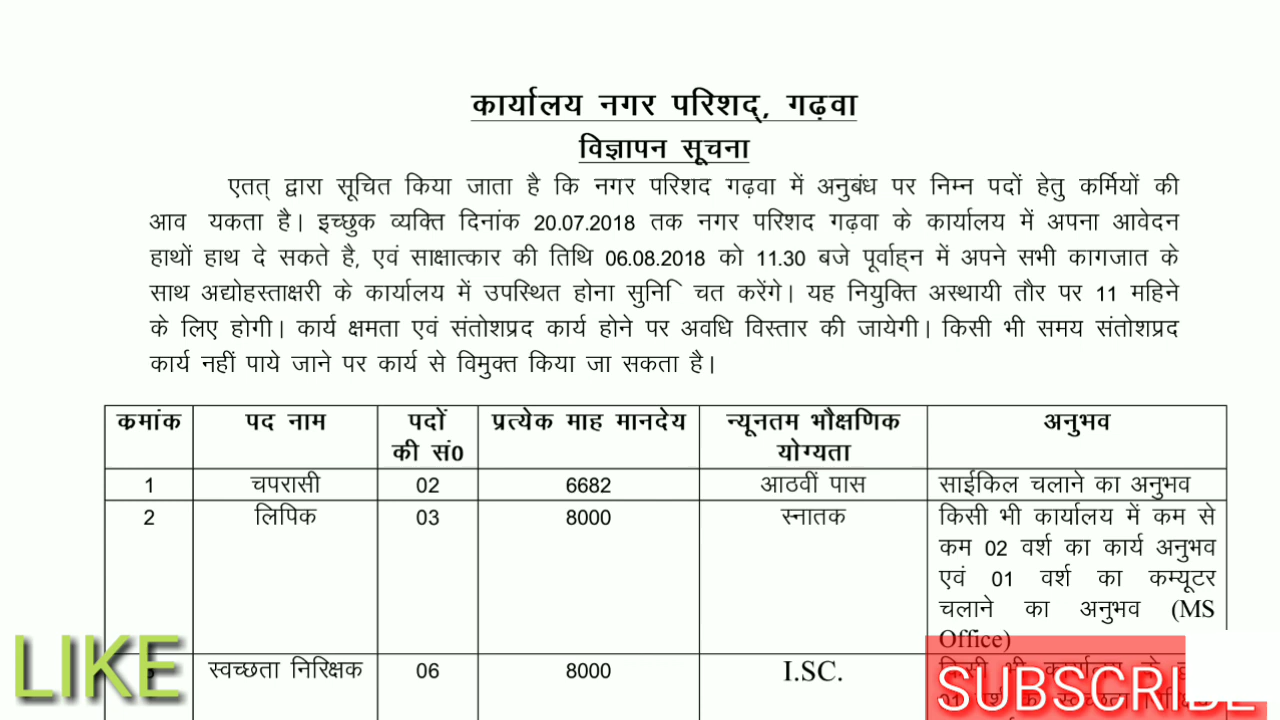 कार्यालय नगर परिशद्, गढ़वा
विज्ञापन सूचना
एतत् द्वारा सूचित किया जाता है कि नगर परिशद गढ़वा में अनुबंध पर निम्न पदों हेतु कर्मियों की
आव यकता है। इच्छुक व्यक्ति दिनांक 20.07.2018 तक नगर परिशद गढ़वा के कार्यालय में अपना आवेदन
हाथों हाथ दे सकते है, एवं साक्षात्कार की तिथि 06.08.2018 को 11.30 बजे पूर्वाह्न में अपने सभी कागजात के
साथ अद्योहस्ताक्षरी के कार्यालय में उपस्थित होना सुनिि चत करेंगे। यह नियुक्ति अस्थायी तौर पर 11 महिने
के लिए होगी। कार्य क्षमता एवं संतोशप्रद कार्य होने पर अवधि विस्तार की जायेगी। किसी भी समय संतोशप्रद
कार्य नहीं पाये जाने पर कार्य से विमुक्त किया जा सकता है।
कमांक पद नाम पदों की सं0 प्रत्येक माह मानदेय न्यूनतम भौक्षणिक योग्यता अनुभव
1 चपरासी 02 6682 आठवीं पास साईकिल चलाने का अनुभव
2 लिपिक 03 8000 स्नातक किसी भी कार्यालय में कम से
कम 02 वर्श का कार्य अनुभव
एवं 01 वर्श का कम्यूटर
चलाने का अनुभव (MS
Office)
स्वच्छता निरिक्षक 06 8000 I.SC. किसी भी
LIKE
SUBSCRIBE